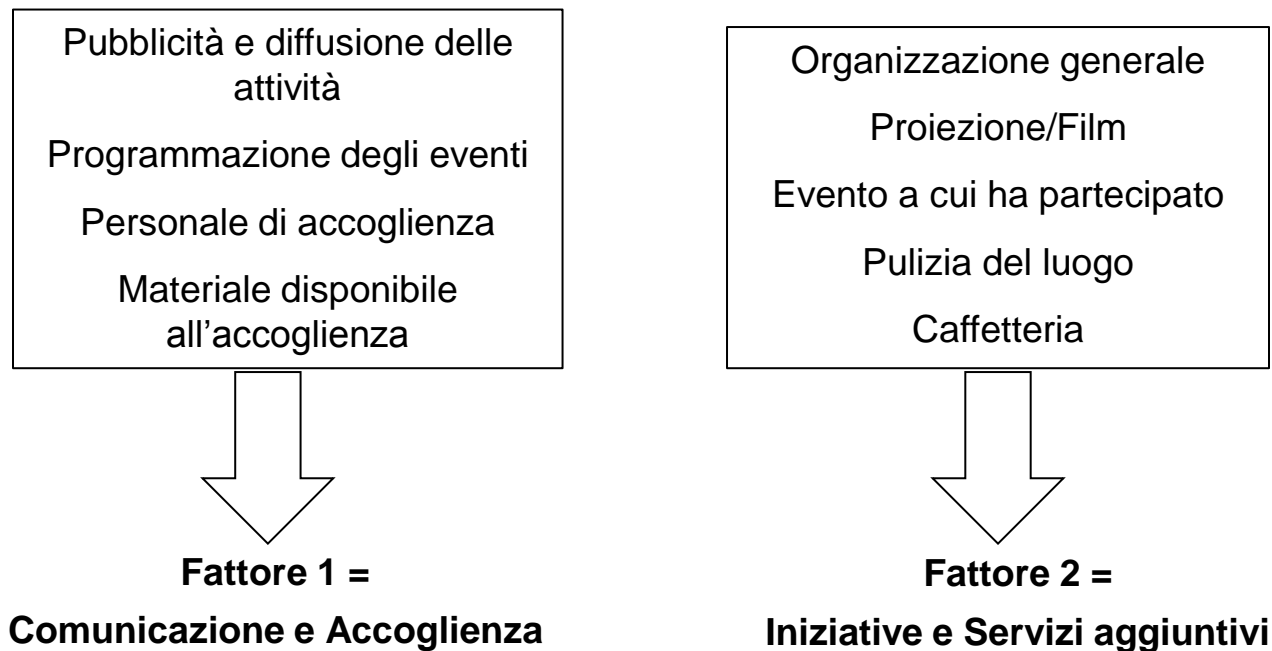 Pubblicità e diffusione delle
attività
Programmazione degli eventi
Personale di accoglienza
Materiale disponibile
all’accoglienza
Fattore 1 =
Comunicazione e Accoglienza
Organizzazione generale
Proiezione/Film
Evento a cui ha partecipato
Pulizia del luogo
Caffetteria
Fattore 2 =
Iniziative e Servizi aggiuntivi